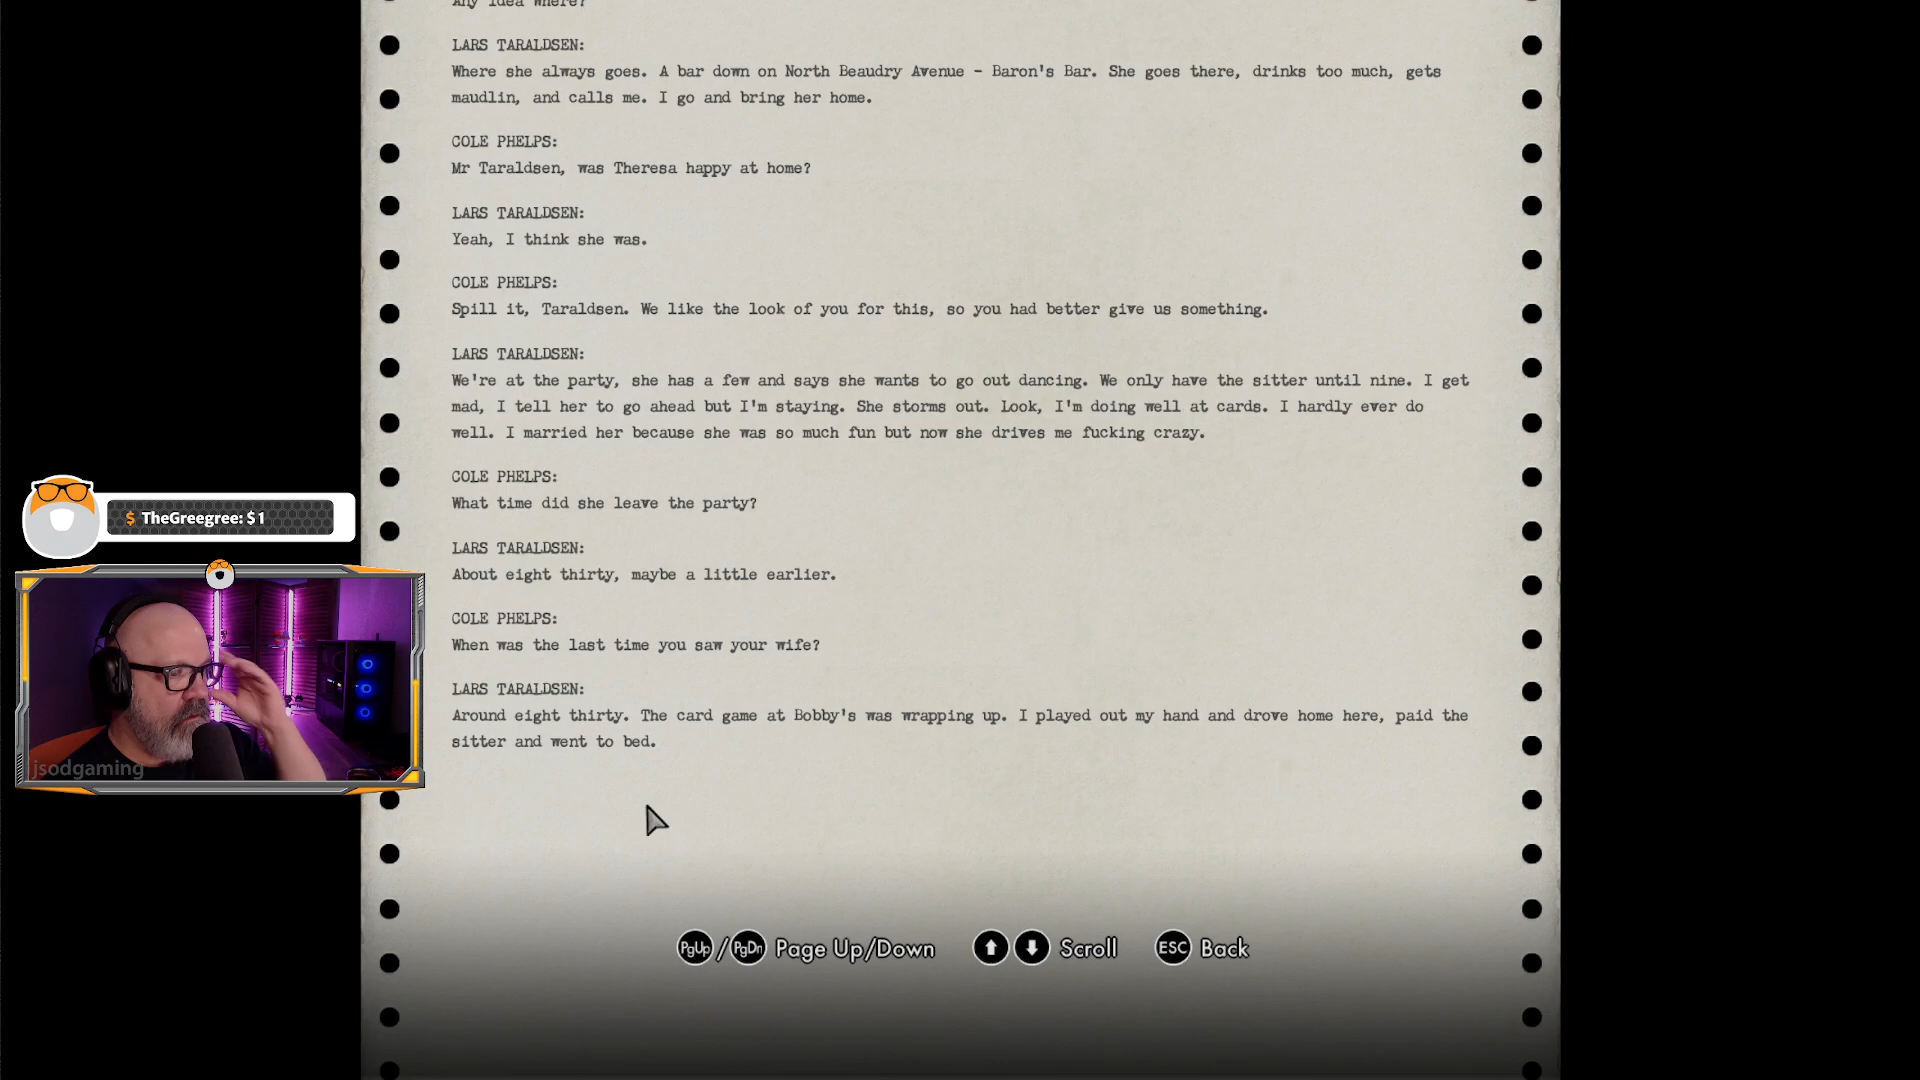 Any idea where?
LARS TARALDSEN:
Where she always goes. A bar down on North Beaudry Avenue - Baron's Bar. She goes there, drinks too much, gets
maudlin, and calls me. I go and bring her home.
COLE PHELPS:
Mr Taraldsen, was Theresa happy at home?
LARS TARALDSEN:
Yeah, I think she was.
COLE PHELPS:
Spill it, Taraldsen. We like the look of you for this, so you had better give us something.
LARS TARALDSEN:
We're at the party, she has a few and says she wants to go out dancing. We only have the sitter until nine. I get
mad, I tell her to go ahead but I'm staying. She storms out. Look, I'm doing well at cards. I hardly ever do
well. I married her because she was so much fun but now she drives me fucking crazy.
COLE PHELPS:
What time did she leave the party?
LARS TARALDSEN:
About eight thirty, maybe a little earlier.
COLE PHELPS:
When was the last time you saw your wife?
LARS TARALDSEN:
Around eight thirty. The card game at Bobby's was wrapping up. I played out my hand and drove home here, paid the
sitter and went to bed.
$ TheGreegree: $1
jsodgaming
PgUp / PgDn Page Up/Down Scroll ESC Back